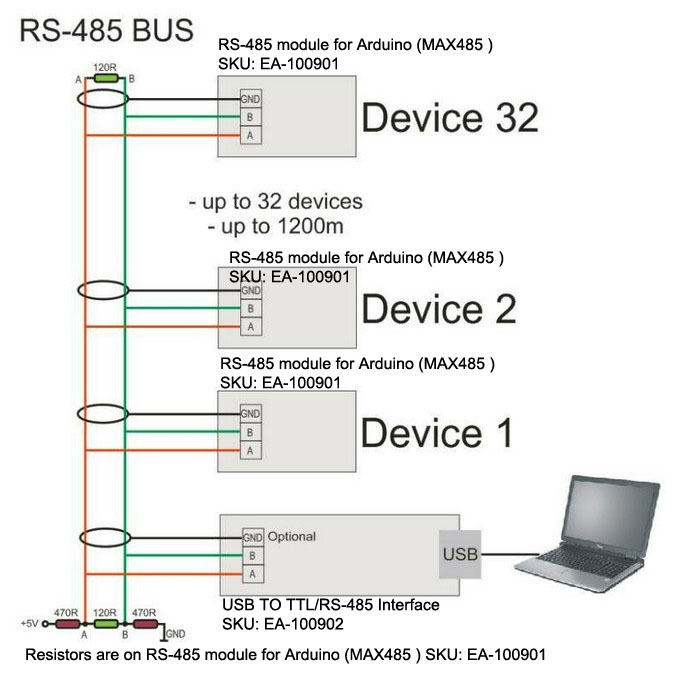 RS-485 BUS
RS-485 module for Arduino (MAX485 )
SKU: EA-100901
120R
A B
GND
B
A
Device 32
- up to 32 devices
- up to 1200m
RS-485 module for Arduino (MAX485 )
SKU: EA-100901
GND
B
A
Device 2
RS-485 module for Arduino (MAX485 )
SKU: EA-100901
GND
B
A
Device 1
GND Optional
B
A
USB
USB TO TTL/RS-485 Interface
SKU: EA-100902
+5V 470R 120R 470R
A B GND
Resistors are on RS-485 module for Arduino (MAX485 ) SKU: EA-100901